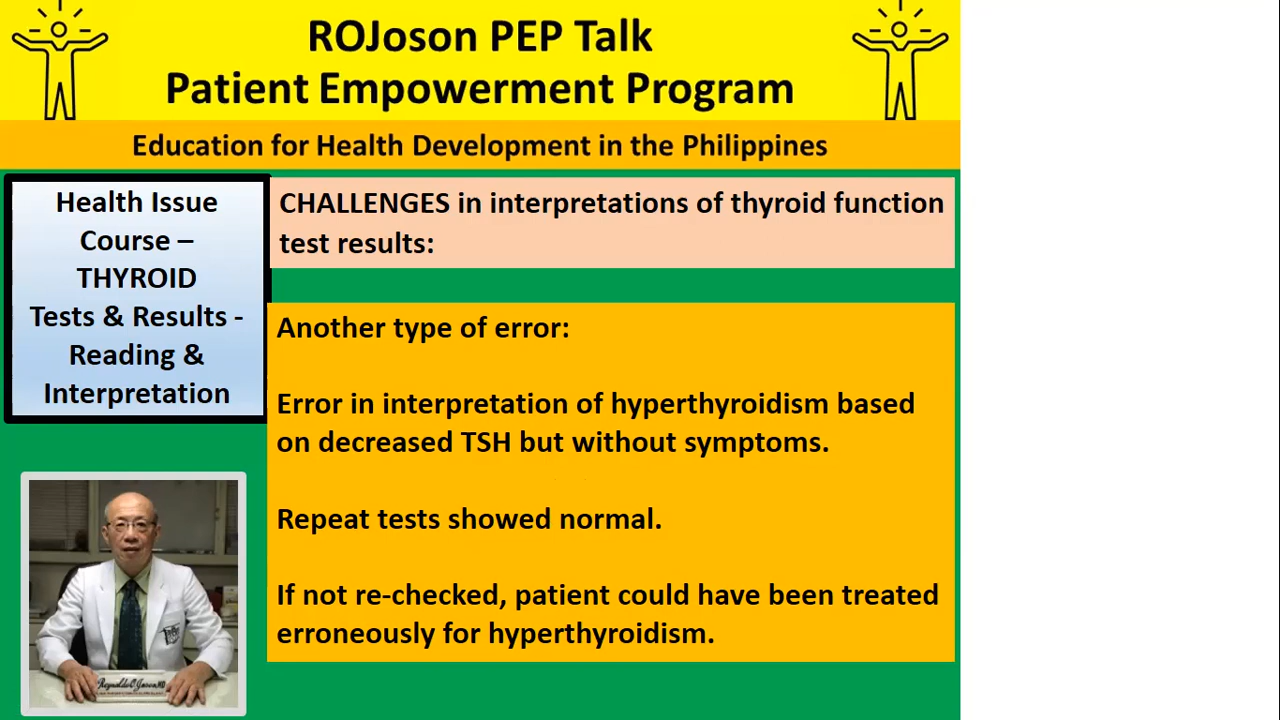 ROJoson PEP Talk
Patient Empowerment Program
Education for Health Development in the Philippines
Health Issue
Course –
THYROID
Tests & Results -
Reading &
Interpretation
CHALLENGES in interpretations of thyroid function
test results:
Another type of error:
Error in interpretation of hyperthyroidism based
on decreased TSH but without symptoms.
Repeat tests showed normal.
If not re-checked, patient could have been treated
erroneously for hyperthyroidism.
Reynaldo O. Joson, MD